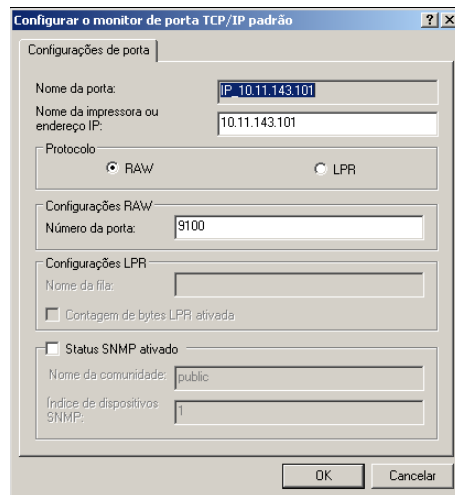 Configurar o monitor de porta TCP/IP padrão
Configurações de porta
Nome da porta: IP_10.11.143.101
Nome da impressora ou
endereço IP: 10.11.143.101
Protocolo
RAW LPR
Configurações RAW
Número da porta: 9100
Configurações LPR
Nome da fila:
Contagem de bytes LPR ativada
Status SNMP ativado
Nome da comunidade: public
Índice de dispositivos
SNMP: 1
OK Cancelar